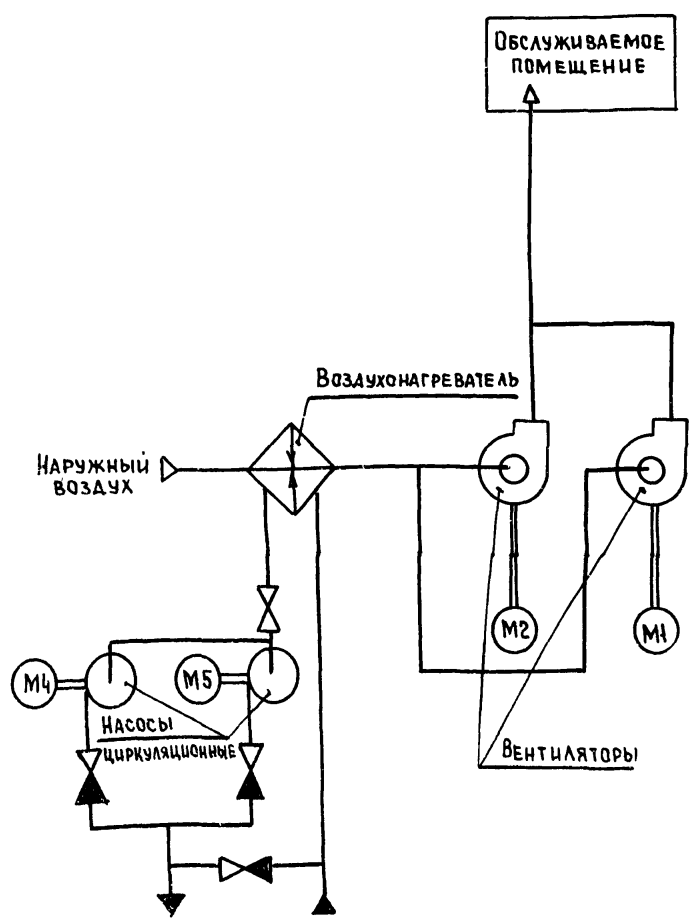 Обслуживаемое
помещение
Воздухонагреватель
Наружный
воздух
М2
М1
М4
М5
Насосы
циркуляционные
Вентиляторы